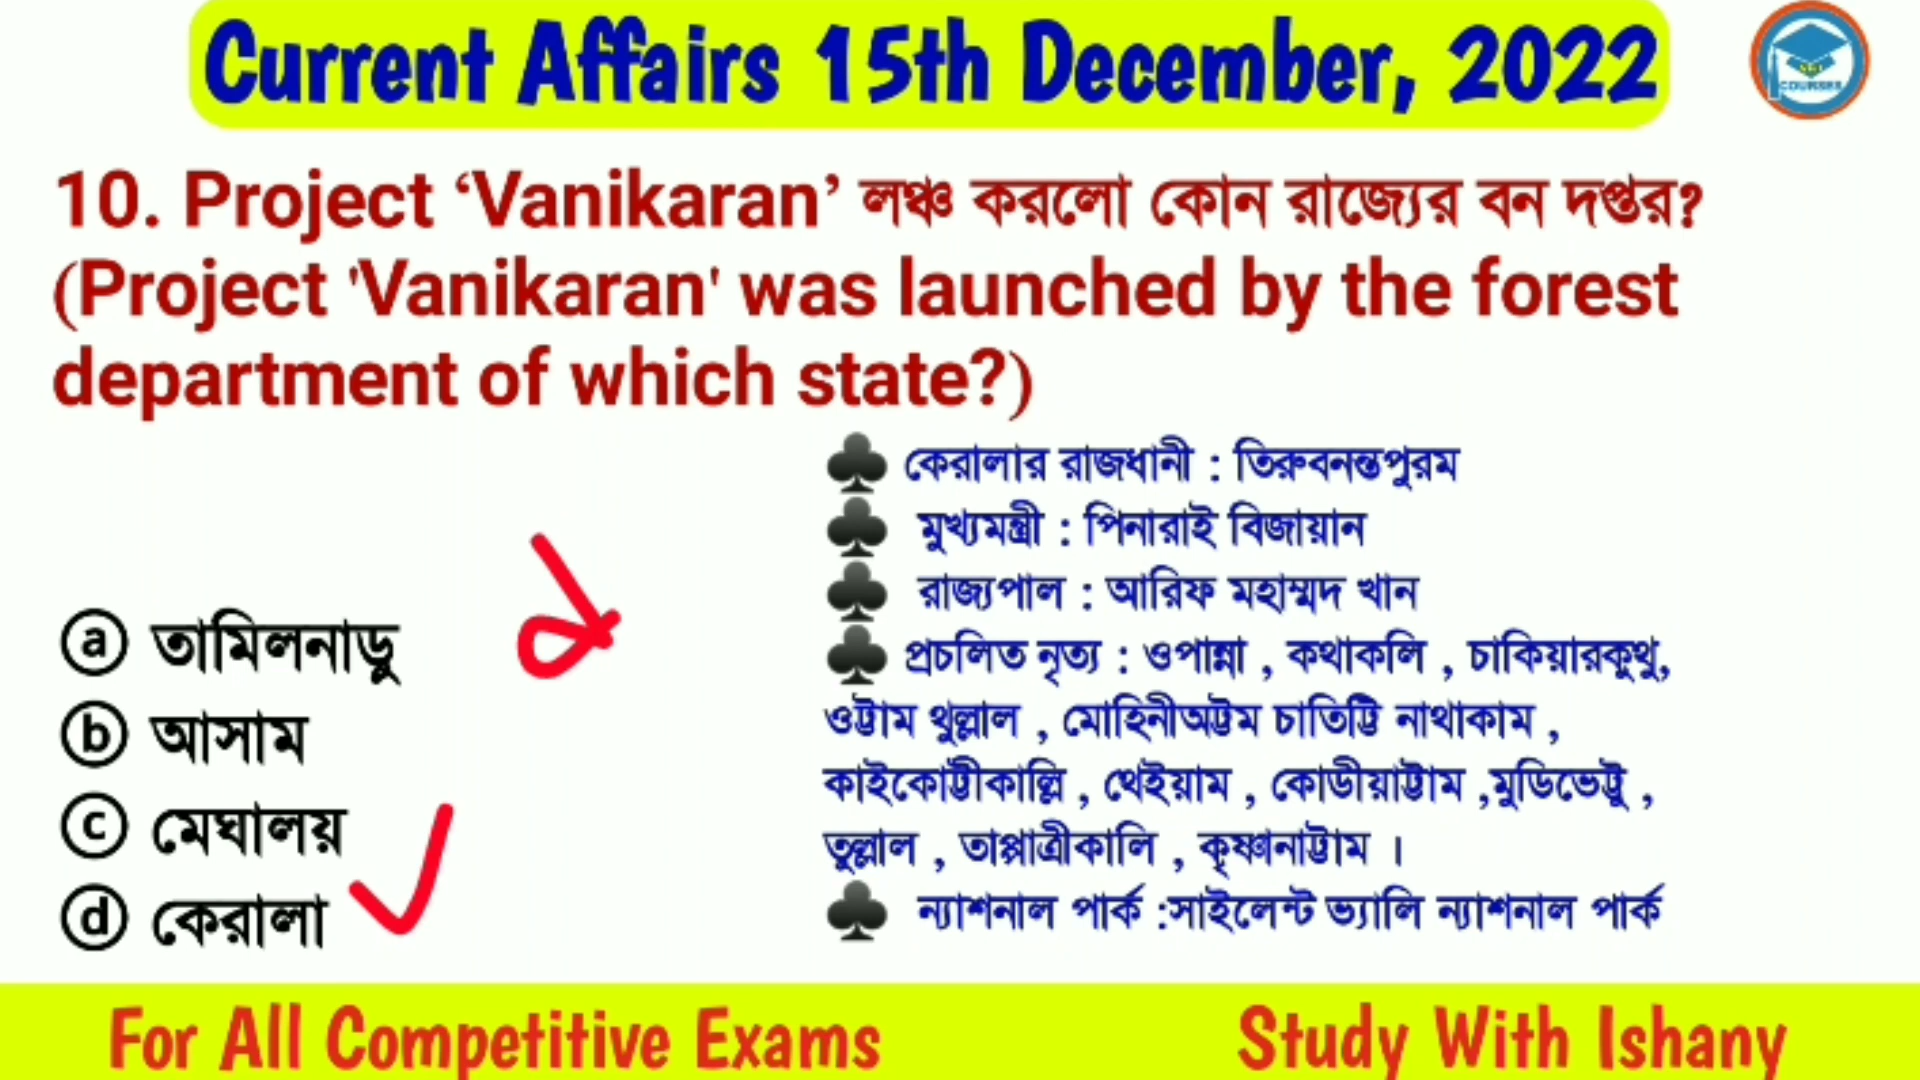 Current Affairs 15th December, 2022
COURSES
10. Project ‘Vanikaran’ লঞ্চ করলো কোন রাজ্যের বন দপ্তর?
(Project 'Vanikaran' was launched by the forest
department of which state?)
ⓐ তামিলনাড়ু
ⓑ আসাম
ⓒ মেঘালয়
ⓓ কেরালা
♣ কেরালার রাজধানী : তিরুবনন্তপুরম
♣ মুখ্যমন্ত্রী : পিনারাই বিজায়ান
♣ রাজ্যপাল : আরিফ মহাম্মদ খান
♣ প্রচলিত নৃত্য : ওপান্না , কথাকলি , চাকিয়ারকুথু,
ওট্টাম থুল্লাল , মোহিনীঅট্টম চাতিট্টি নাথাকাম ,
কাইকোট্টীকাল্লি , থেইয়াম , কোডীয়াট্টাম ,মুডিভেট্টু ,
তুল্লাল , তাপ্পাত্রীকালি , কৃষ্ণানাট্টাম ।
♣ ন্যাশনাল পার্ক :সাইলেন্ট ভ্যালি ন্যাশনাল পার্ক
For All Competitive Exams
Study With Ishany